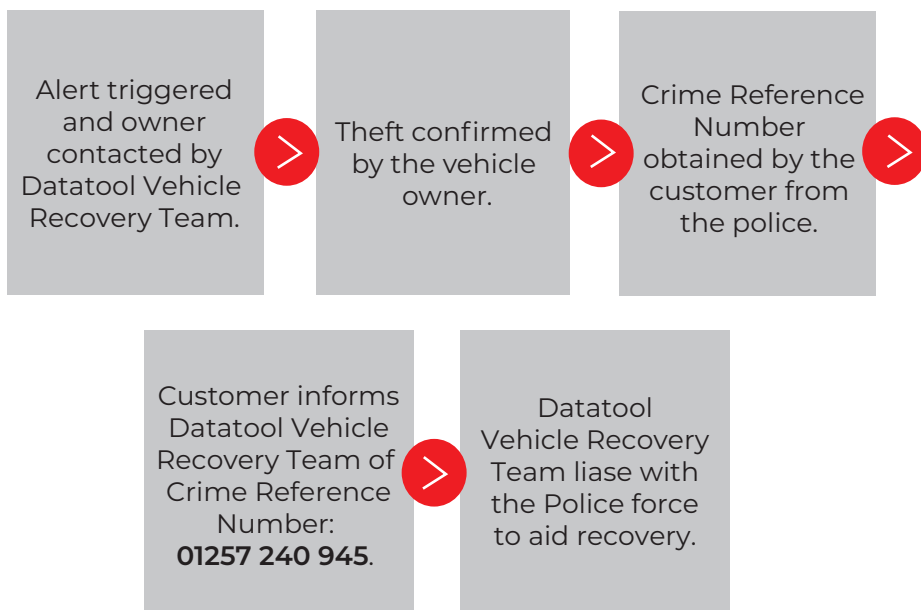 Alert triggered
and owner
contacted by
Datatool Vehicle
Recovery Team.
Theft confirmed
by the vehicle
owner.
Crime Reference
Number
obtained by the
customer from
the police.
Customer informs
Datatool Vehicle
Recovery Team of
Crime Reference
Number:
01257 240 945.
Datatool
Vehicle Recovery
Team liase with
the Police force
to aid recovery.